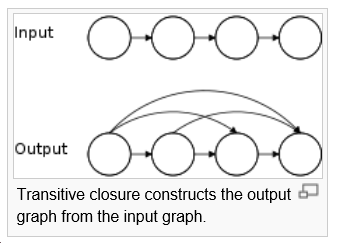 Input
Output
Transitive closure constructs the output
graph from the input graph.